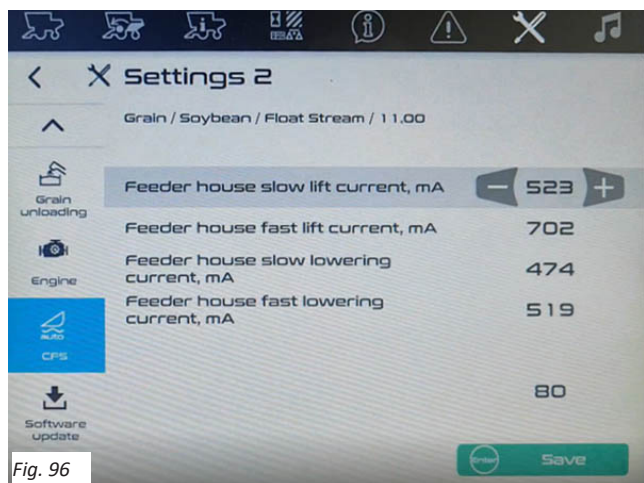 Settings 2
Grain / Soybean / Float Stream / 11,00
Grain
unloading
Engine
auto
CFS
Software
update
Feeder house slow lift current, mA
523
Feeder house fast lift current, mA
702
Feeder house slow lowering
current, mA
474
Feeder house fast lowering
current, mA
519
80
Enter
Save
Fig. 96